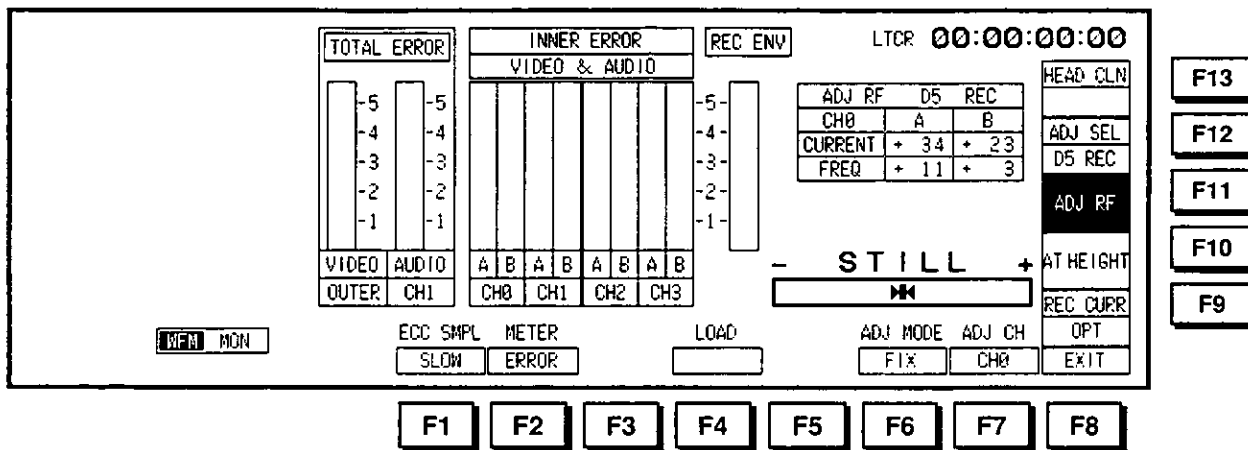 TOTAL ERROR
INNER ERROR
VIDEO & AUDIO
REC ENV
LTCR 00:00:00:00
-5 -5 -5-
-4 -4 -4-
-3 -3 -3-
-2 -2 -2-
-1 -1 -1-
VIDEO AUDIO A B A B A B A B
OUTER CH1 CH0 CH1 CH2 CH3
ADJ RF D5 REC
CH0 A B
CURRENT + 34 + 23
FREQ + 11 + 3
- STILL +
HEAD CLN
ADJ SEL
D5 REC
ADJ RF
AT HEIGHT
REC CURR
OPT
EXIT
F13
F12
F11
F10
F9
WFM MON
ECC SMPL METER LOAD ADJ MODE ADJ CH
SLOW ERROR FIX CH0
F1 F2 F3 F4 F5 F6 F7 F8